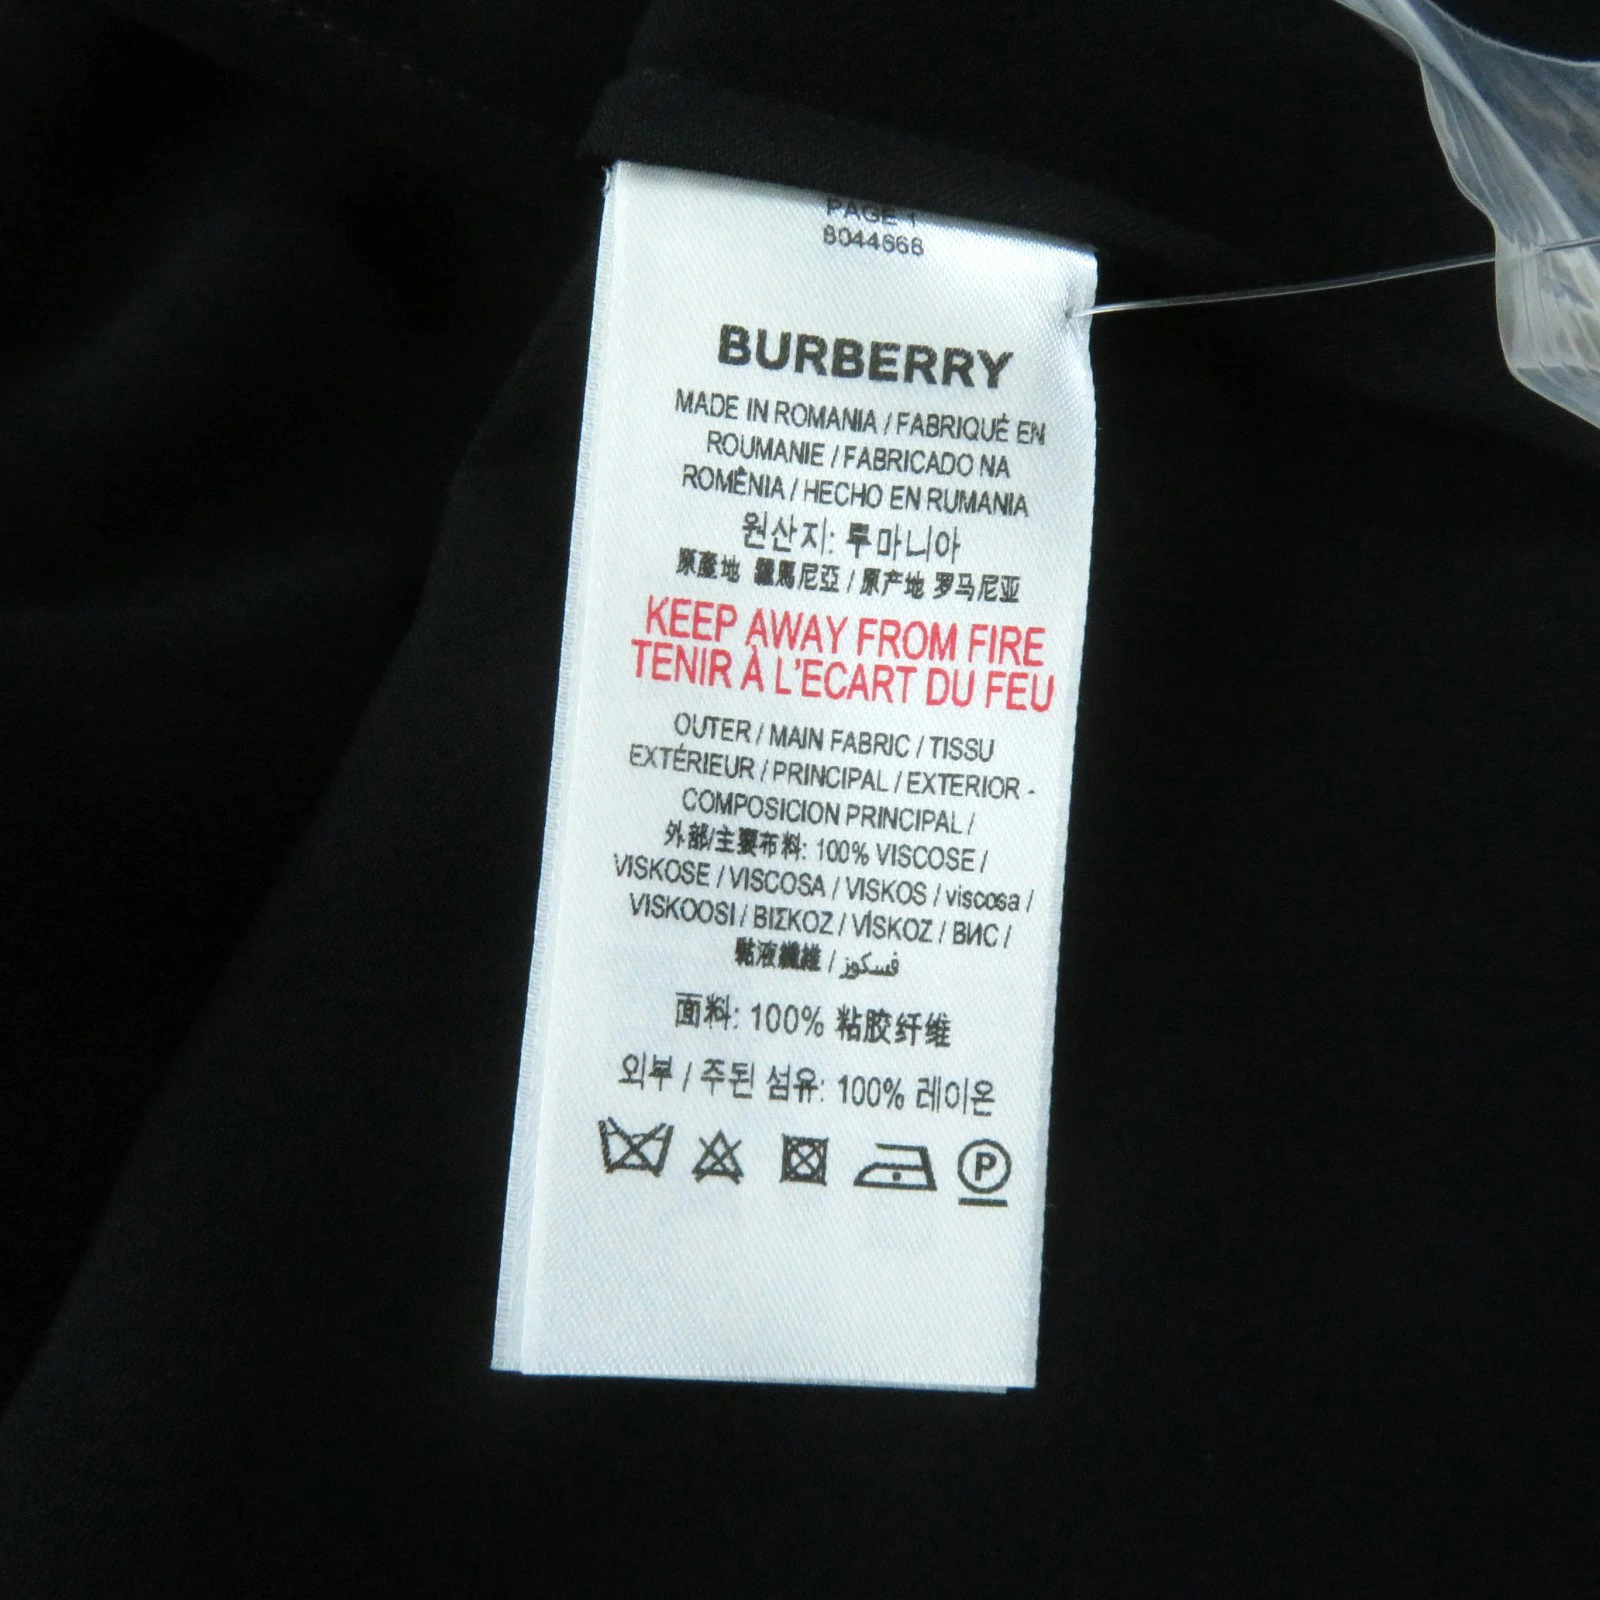 PAGE 1
8044668
BURBERRY
MADE IN ROMANIA / FABRIQUÉ EN
ROUMANIE / FABRICADO NA
ROMÊNIA / HECHO EN RUMANIA
원산지: 루마니아
原產地 羅馬尼亞 / 原产地 罗马尼亚
KEEP AWAY FROM FIRE
TENIR À L'ECART DU FEU
OUTER / MAIN FABRIC / TISSU
EXTÉRIEUR / PRINCIPAL / EXTERIOR -
COMPOSICION PRINCIPAL /
外部/主要布料: 100% VISCOSE /
VISKOSE / VISCOSA / VISKOS / viscosa /
VISKOOSI / ΒΙΣΚΟΖ / VİSKOZ / ВИС /
黏液纖維 / فسكوز
面料: 100% 粘胶纤维
외부 / 주된 섬유: 100% 레이온
P